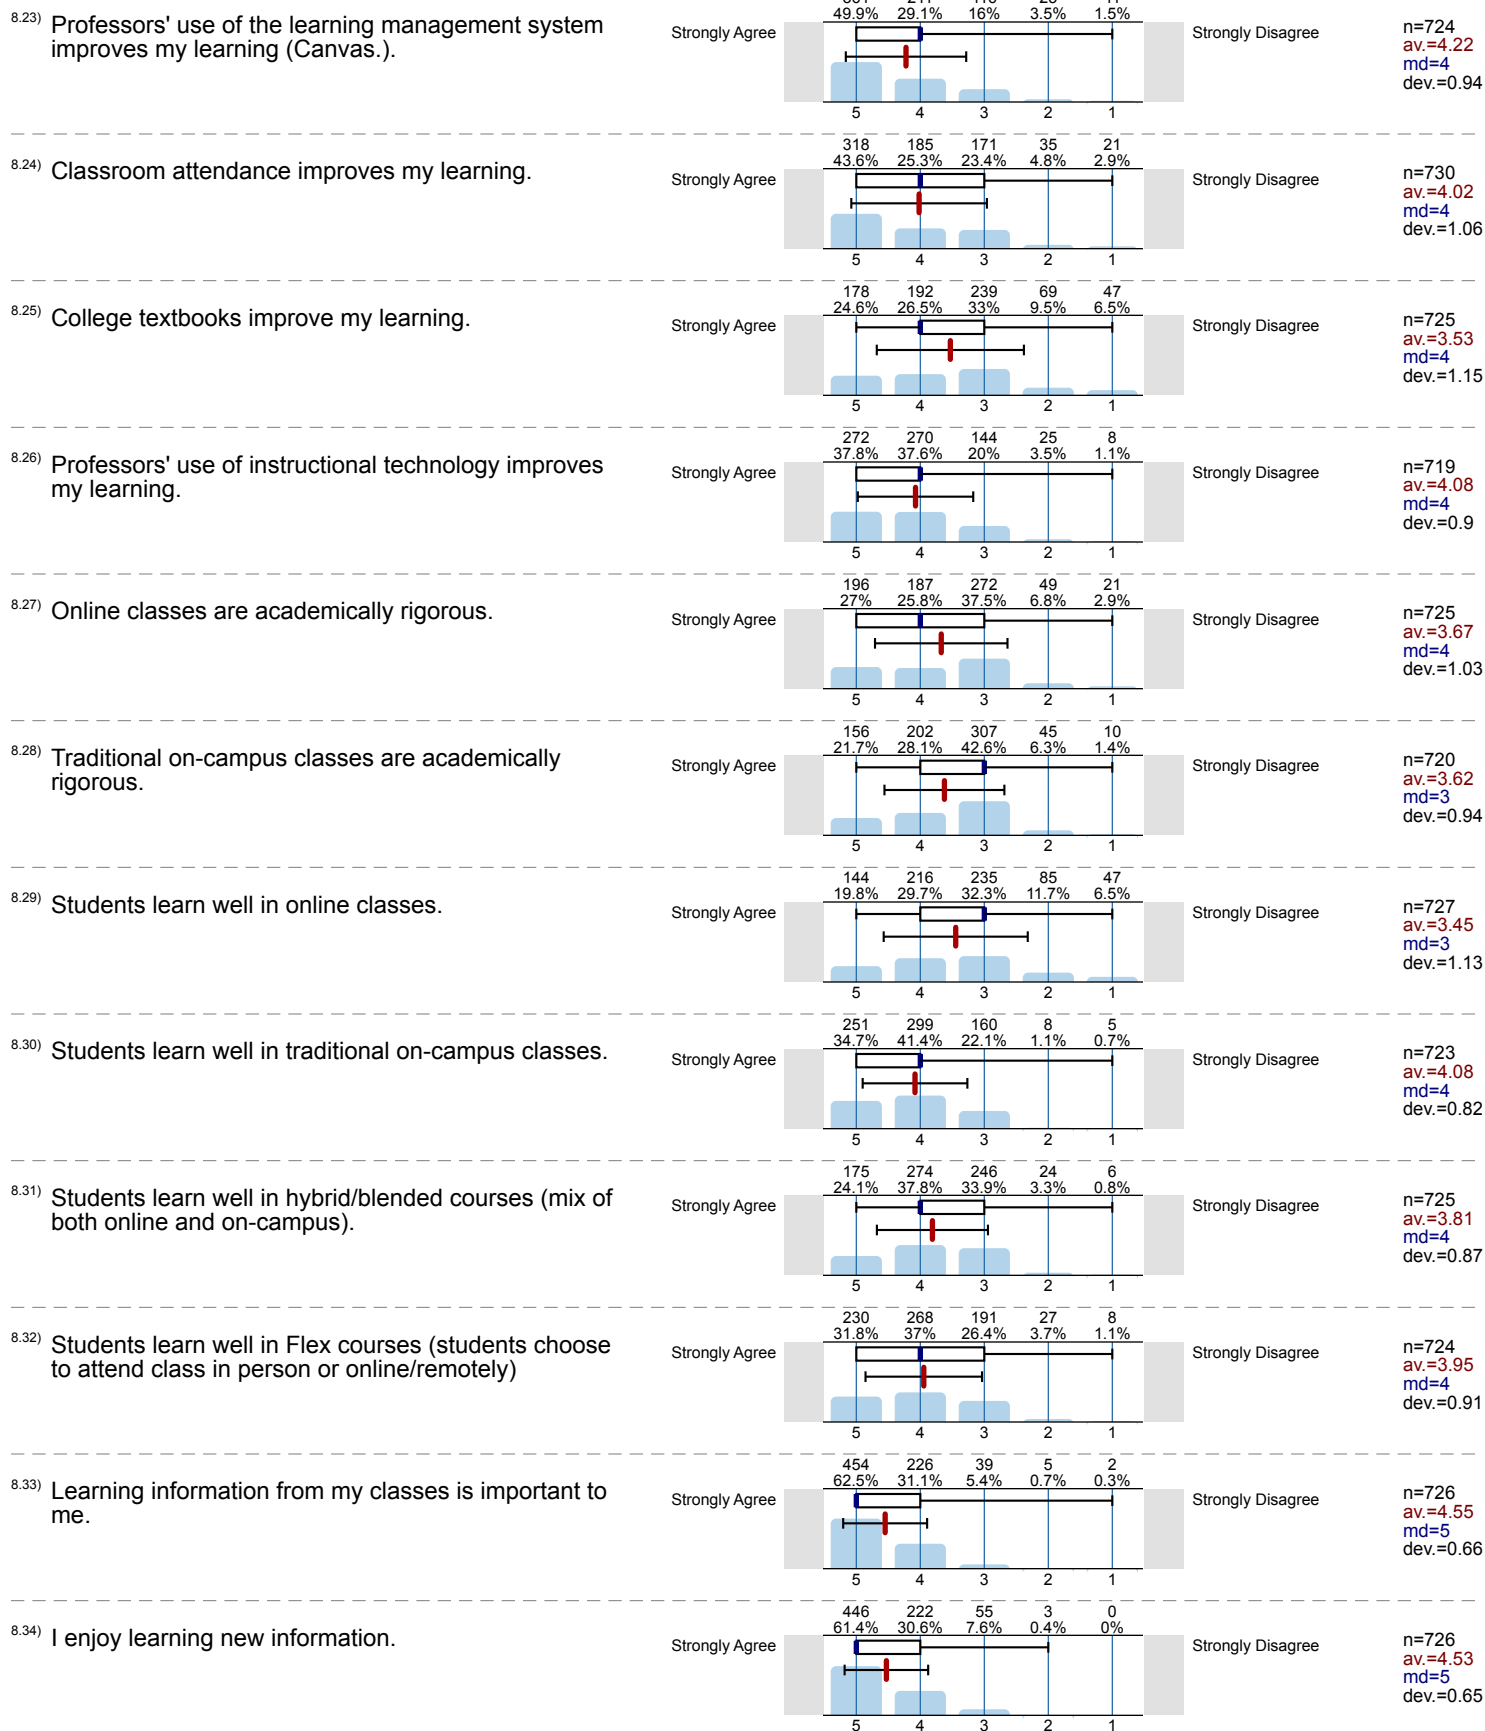 49.9% 29.1% 16% 3.5% 1.5%
8.23) Professors' use of the learning management system
improves my learning (Canvas.).
Strongly Agree
Strongly Disagree
n=724
av.=4.22
md=4
dev.=0.94
5 4 3 2 1
318 185 171 35 21
43.6% 25.3% 23.4% 4.8% 2.9%
8.24) Classroom attendance improves my learning.
Strongly Agree
Strongly Disagree
n=730
av.=4.02
md=4
dev.=1.06
5 4 3 2 1
178 192 239 69 47
24.6% 26.5% 33% 9.5% 6.5%
8.25) College textbooks improve my learning.
Strongly Agree
Strongly Disagree
n=725
av.=3.53
md=4
dev.=1.15
5 4 3 2 1
272 270 144 25 8
37.8% 37.6% 20% 3.5% 1.1%
8.26) Professors' use of instructional technology improves
my learning.
Strongly Agree
Strongly Disagree
n=719
av.=4.08
md=4
dev.=0.9
5 4 3 2 1
196 187 272 49 21
27% 25.8% 37.5% 6.8% 2.9%
8.27) Online classes are academically rigorous.
Strongly Agree
Strongly Disagree
n=725
av.=3.67
md=4
dev.=1.03
5 4 3 2 1
156 202 307 45 10
21.7% 28.1% 42.6% 6.3% 1.4%
8.28) Traditional on-campus classes are academically
rigorous.
Strongly Agree
Strongly Disagree
n=720
av.=3.62
md=3
dev.=0.94
5 4 3 2 1
144 216 235 85 47
19.8% 29.7% 32.3% 11.7% 6.5%
8.29) Students learn well in online classes.
Strongly Agree
Strongly Disagree
n=727
av.=3.45
md=3
dev.=1.13
5 4 3 2 1
251 299 160 8 5
34.7% 41.4% 22.1% 1.1% 0.7%
8.30) Students learn well in traditional on-campus classes.
Strongly Agree
Strongly Disagree
n=723
av.=4.08
md=4
dev.=0.82
5 4 3 2 1
175 274 246 24 6
24.1% 37.8% 33.9% 3.3% 0.8%
8.31) Students learn well in hybrid/blended courses (mix of
both online and on-campus).
Strongly Agree
Strongly Disagree
n=725
av.=3.81
md=4
dev.=0.87
5 4 3 2 1
230 268 191 27 8
31.8% 37% 26.4% 3.7% 1.1%
8.32) Students learn well in Flex courses (students choose
to attend class in person or online/remotely)
Strongly Agree
Strongly Disagree
n=724
av.=3.95
md=4
dev.=0.91
5 4 3 2 1
454 226 39 5 2
62.5% 31.1% 5.4% 0.7% 0.3%
8.33) Learning information from my classes is important to
me.
Strongly Agree
Strongly Disagree
n=726
av.=4.55
md=5
dev.=0.66
5 4 3 2 1
446 222 55 3 0
61.4% 30.6% 7.6% 0.4% 0%
8.34) I enjoy learning new information.
Strongly Agree
Strongly Disagree
n=726
av.=4.53
md=5
dev.=0.65
5 4 3 2 1